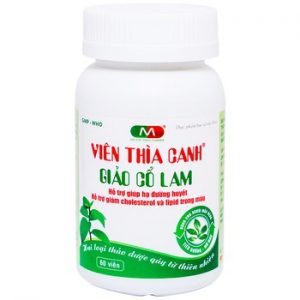 GMP - WHO
M
VIÊN THÌA CANH®
GIẢO CỔ LAM
Hỗ trợ giúp hạ đường huyết
Hỗ trợ giảm cholesterol và lipid trong máu
Hai loại thảo dược quý từ thiên nhiên
60 viên